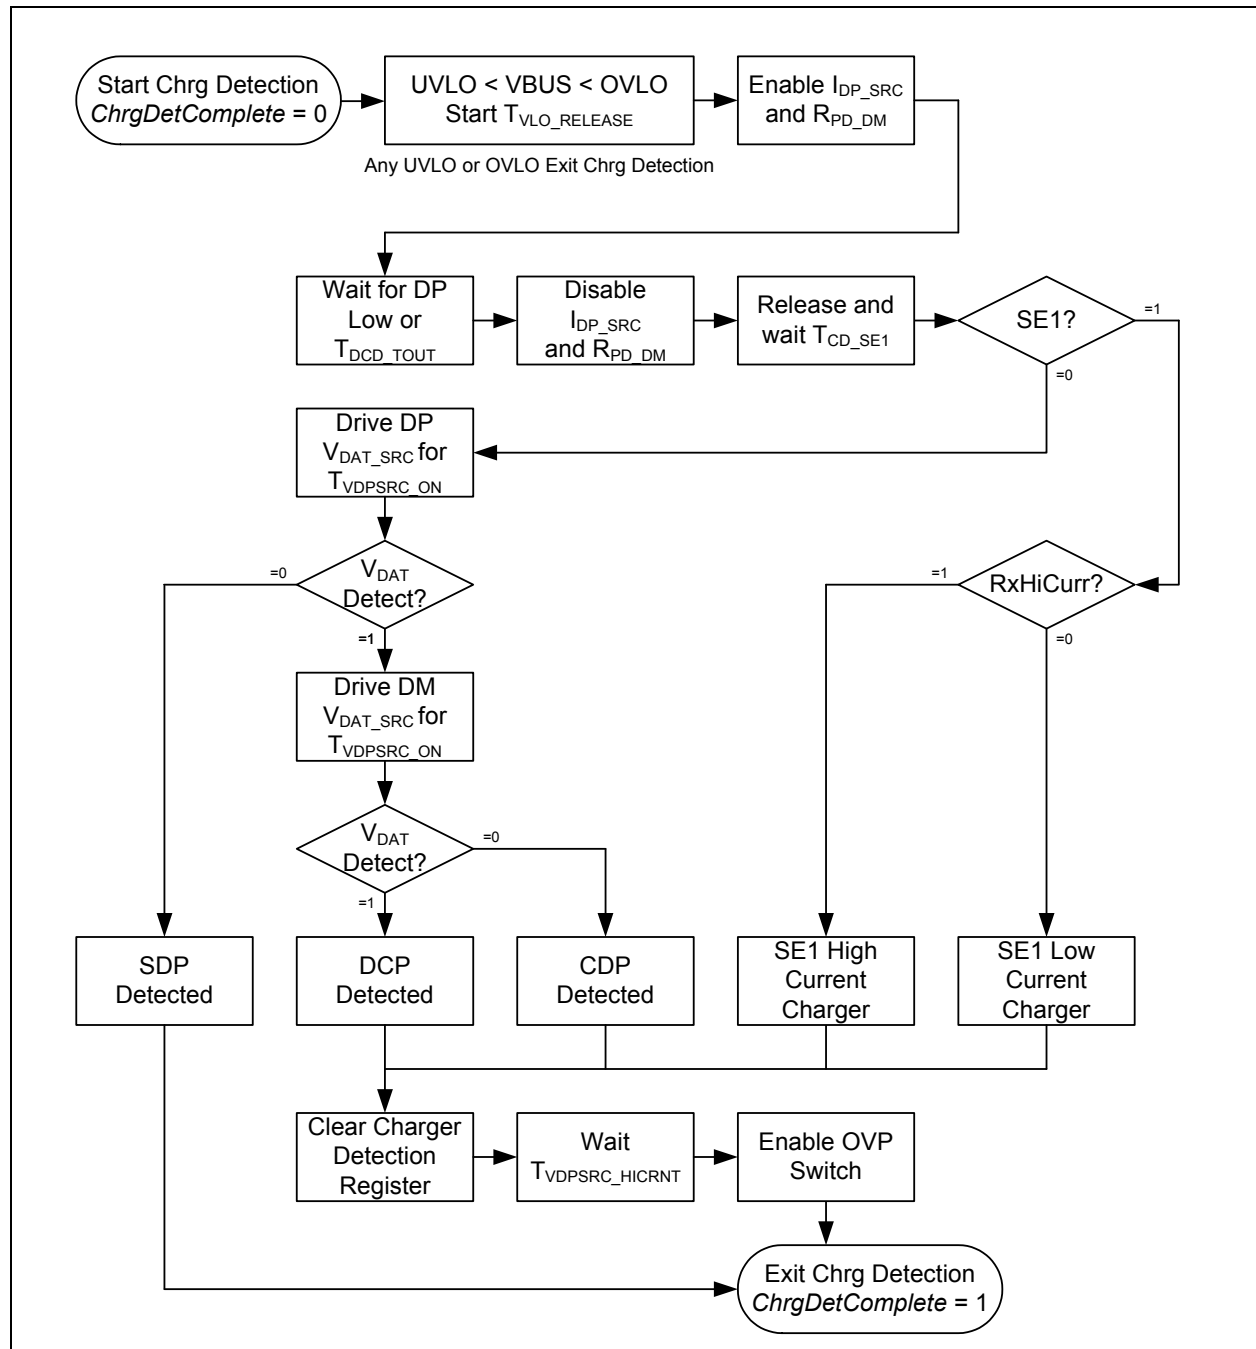 Start Chrg Detection
ChrgDetComplete = 0
UVLO < VBUS < OVLO
Start TVLO_RELEASE
Enable IDP_SRC
and RPD_DM
Any UVLO or OVLO Exit Chrg Detection
Wait for DP
Low or
TDCD_TOUT
Disable
IDP_SRC
and RPD_DM
Release and
wait TCD_SE1
SE1?
=1
=0
Drive DP
VDAT_SRC for
TVDPSRC_ON
VDAT
Detect?
=0
=1
RxHiCurr?
=1
=0
Drive DM
VDAT_SRC for
TVDPSRC_ON
VDAT
Detect?
=0
=1
SDP
Detected
DCP
Detected
CDP
Detected
SE1 High
Current
Charger
SE1 Low
Current
Charger
Clear Charger
Detection
Register
Wait
TVDPSRC_HICRNT
Enable OVP
Switch
Exit Chrg Detection
ChrgDetComplete = 1